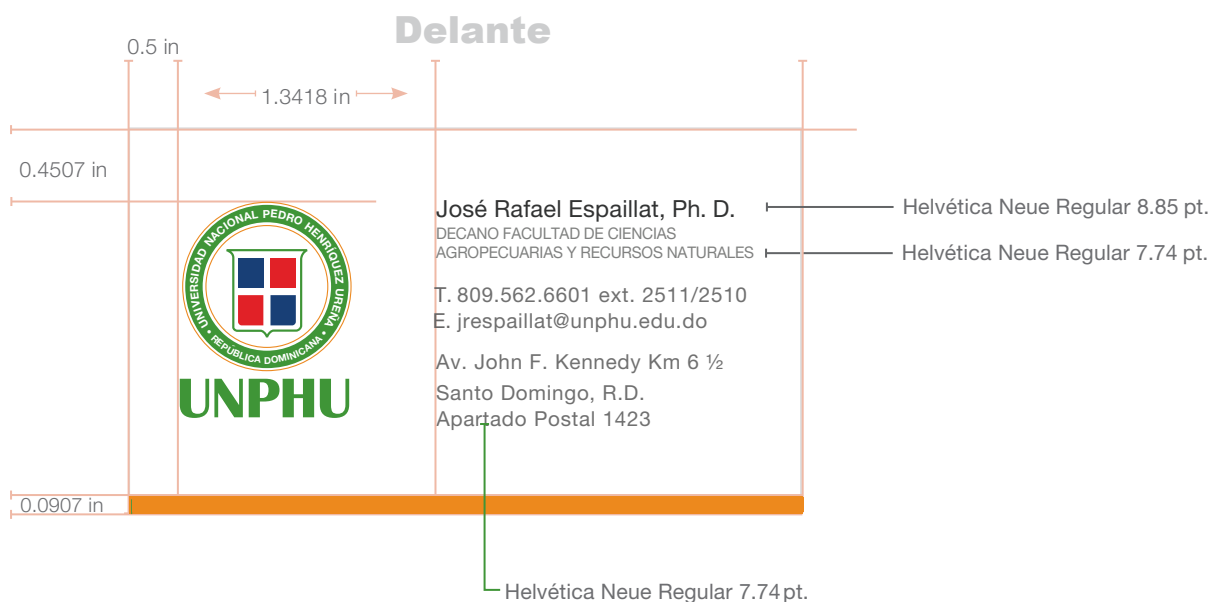 Delante
0.5 in
1.3418 in
0.4507 in
UNIVERSIDAD NACIONAL PEDRO HENRIQUEZ UREÑA
• REPÚBLICA DOMINICANA •
UNPHU
José Rafael Espaillat, Ph. D.
DECANO FACULTAD DE CIENCIAS
AGROPECUARIAS Y RECURSOS NATURALES
T. 809.562.6601 ext. 2511/2510
E. jrespaillat@unphu.edu.do
Av. John F. Kennedy Km 6 ½
Santo Domingo, R.D.
Apartado Postal 1423
Helvética Neue Regular 8.85 pt.
Helvética Neue Regular 7.74 pt.
0.0907 in
Helvética Neue Regular 7.74 pt.